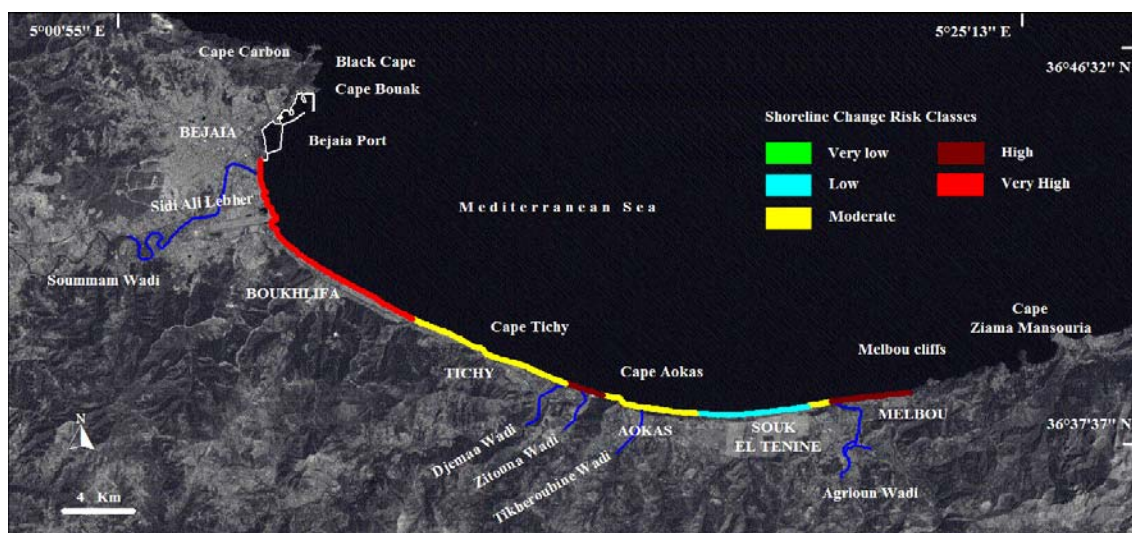 5°00'55" E
5°25'13" E
Cape Carbon
Black Cape
36°46'32" N
Cape Bouak
BEJAIA
Bejaia Port
Shoreline Change Risk Classes
Very low
High
Low
Very High
Moderate
Sidi Ali Lebher
Mediterranean Sea
Soummam Wadi
BOUKHLIFA
Cape
Ziama Mansouria
Cape Tichy
Melbou cliffs
TICHY
Cape Aokas
N
MELBOU
36°37'37" N
AOKAS
SOUK
EL TENINE
Djemaa Wadi
Zitouna Wadi
Tikheroubine Wadi
Agrioun Wadi
4 Km